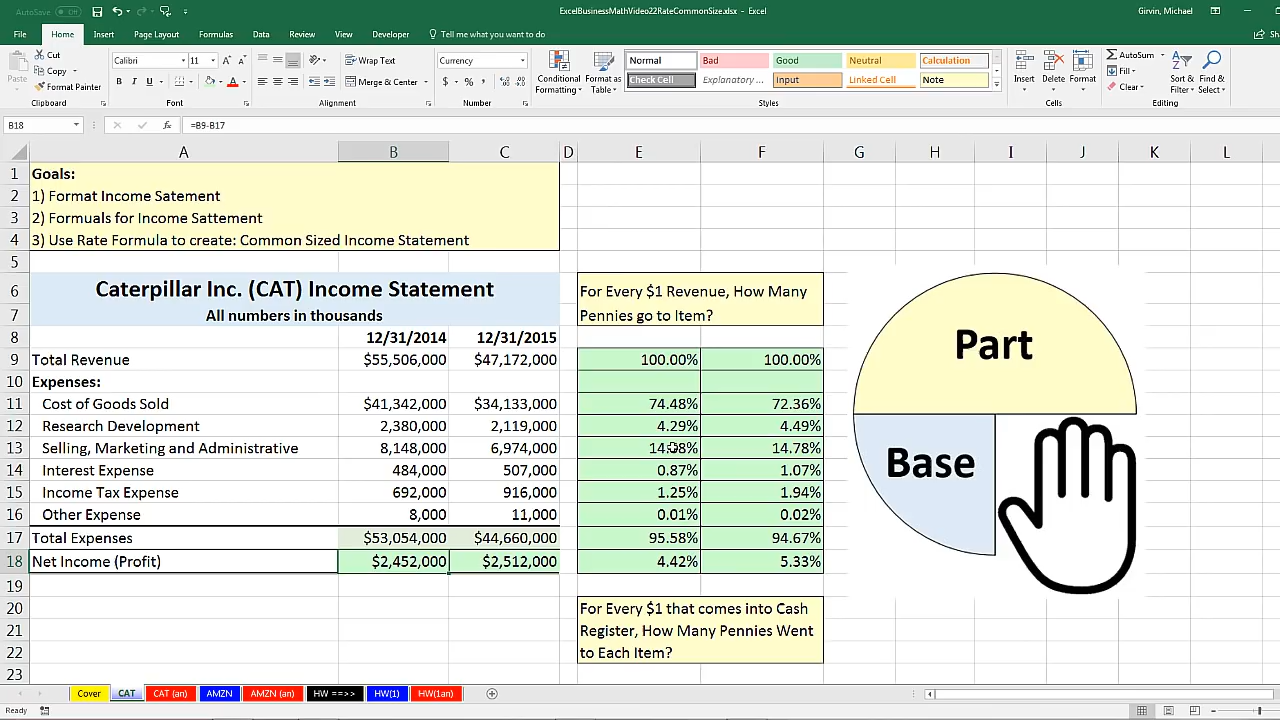 AutoSave Off
ExcelBusinessMathVideo22RateCommonSize.xlsx - Excel
Girvin, Michael
File Home Insert Page Layout Formulas Data Review View Developer Tell me what you want to do
Paste
Cut
Copy
Format Painter
Clipboard
Calibri 11
B I U
Font
Wrap Text
Merge & Center
Alignment
Currency
$ % ,
Number
Conditional Formatting
Format as Table
Normal Bad Good Neutral Calculation
Check Cell Explanatory ... Input Linked Cell Note
Styles
Insert Delete Format
Cells
AutoSum
Fill
Clear
Sort & Filter
Find & Select
Editing
B18 fx =B9-B17
A B C D E F G H I J K L
1 Goals:
2 1) Format Income Satement
3 2) Formuals for Income Sattement
4 3) Use Rate Formula to create: Common Sized Income Statement
5
6 Caterpillar Inc. (CAT) Income Statement For Every $1 Revenue, How Many
7 All numbers in thousands Pennies go to Item?
8 12/31/2014 12/31/2015
9 Total Revenue $55,506,000 $47,172,000 100.00% 100.00%
10 Expenses:
11 Cost of Goods Sold $41,342,000 $34,133,000 74.48% 72.36%
12 Research Development 2,380,000 2,119,000 4.29% 4.49%
13 Selling, Marketing and Administrative 8,148,000 6,974,000 14.78%
14 Interest Expense 484,000 507,000 0.87% 1.07%
15 Income Tax Expense 692,000 916,000 1.25% 1.94%
16 Other Expense 8,000 11,000 0.01% 0.02%
17 Total Expenses $53,054,000 $44,660,000 95.58% 94.67%
18 Net Income (Profit) $2,452,000 $2,512,000 4.42% 5.33%
19
20 For Every $1 that comes into Cash
21 Register, How Many Pennies Went
22 to Each Item?
23
Part
Base
Cover CAT CAT (an) AMZN AMZN (an) HW ==>> HW(1) HW(1an)
Ready